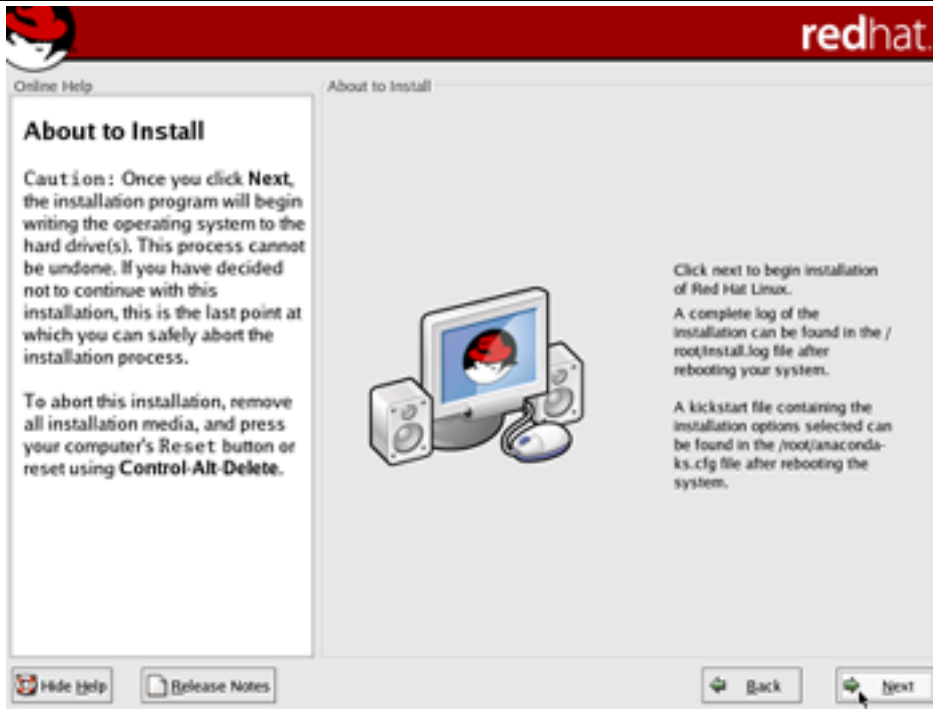 redhat.
Online Help
About to Install
About to Install
Caution: Once you click Next,
the installation program will begin
writing the operating system to the
hard drive(s). This process cannot
be undone. If you have decided
not to continue with this
installation, this is the last point at
which you can safely abort the
installation process.
To abort this installation, remove
all installation media, and press
your computer's Reset button or
reset using Control-Alt-Delete.
Click next to begin installation
of Red Hat Linux.
A complete log of the
installation can be found in the /
root/install.log file after
rebooting your system.
A kickstart file containing the
installation options selected can
be found in the /root/anaconda-
ks.cfg file after rebooting the
system.
Hide Help
Release Notes
Back
Next